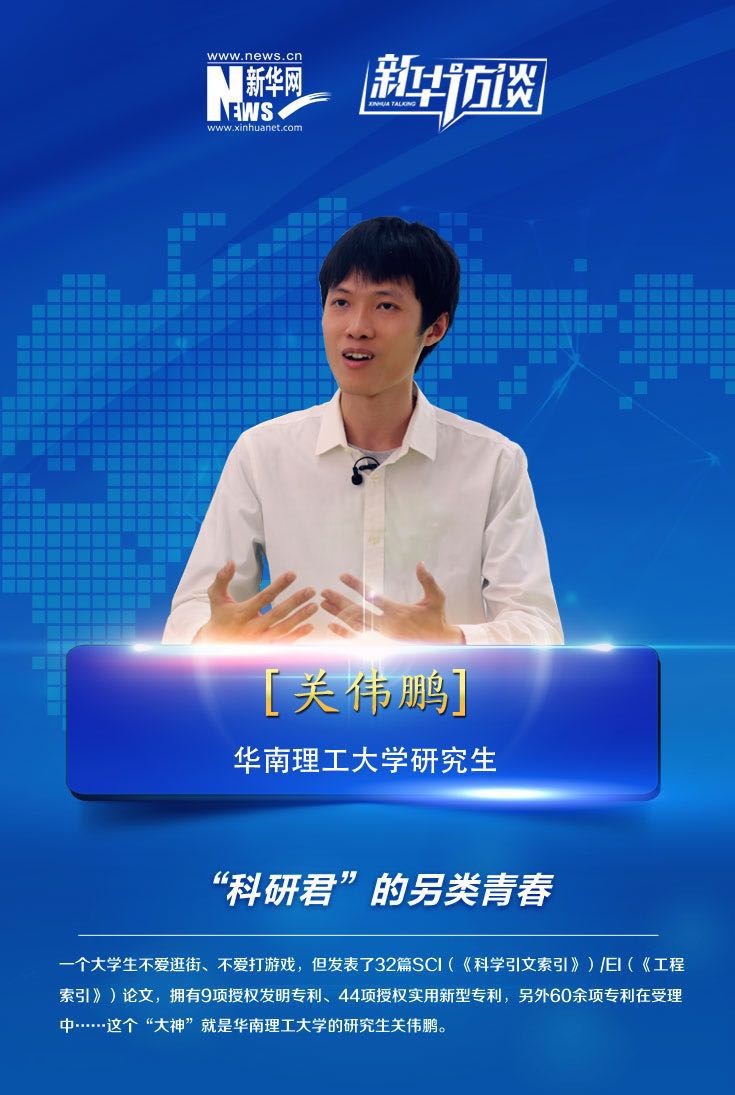 www.news.cn
NEWS 新华网
www.xinhuanet.com
新华访谈
XINHUA TALKING
[关伟鹏]
华南理工大学研究生
“科研君”的另类青春
一个大学生不爱逛街、不爱打游戏，但发表了32篇SCI（《科学引文索引》）/EI（《工程
索引》）论文，拥有9项授权发明专利、44项授权实用新型专利，另外60余项专利在受理
中……这个“大神”就是华南理工大学的研究生关伟鹏。